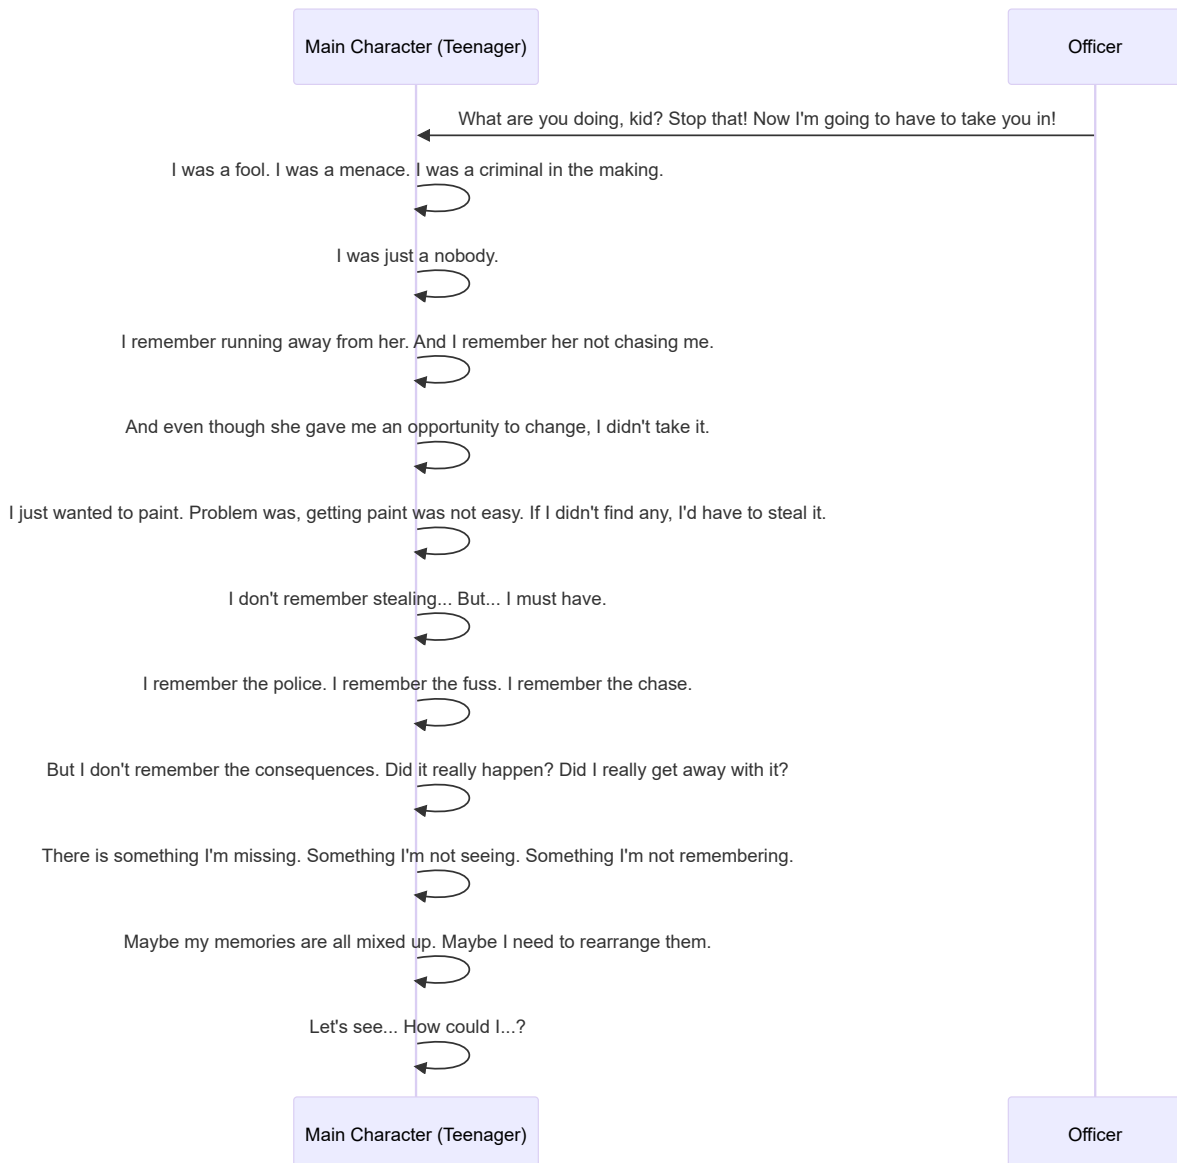 Main Character (Teenager)
Officer
What are you doing, kid? Stop that! Now I'm going to have to take you in!
I was a fool. I was a menace. I was a criminal in the making.
I was just a nobody.
I remember running away from her. And I remember her not chasing me.
And even though she gave me an opportunity to change, I didn't take it.
I just wanted to paint. Problem was, getting paint was not easy. If I didn't find any, I'd have to steal it.
I don't remember stealing... But... I must have.
I remember the police. I remember the fuss. I remember the chase.
But I don't remember the consequences. Did it really happen? Did I really get away with it?
There is something I'm missing. Something I'm not seeing. Something I'm not remembering.
Maybe my memories are all mixed up. Maybe I need to rearrange them.
Let's see... How could I...?
Main Character (Teenager)
Officer